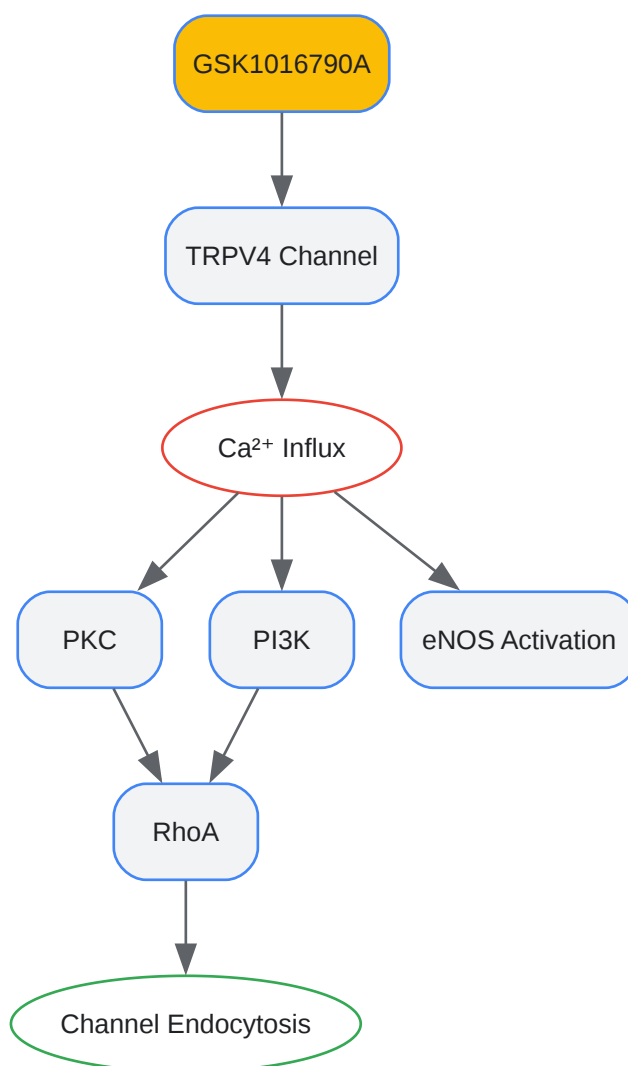 GSK1016790A
TRPV4 Channel
Ca²⁺ Influx
PKC
PI3K
eNOS Activation
RhoA
Channel Endocytosis